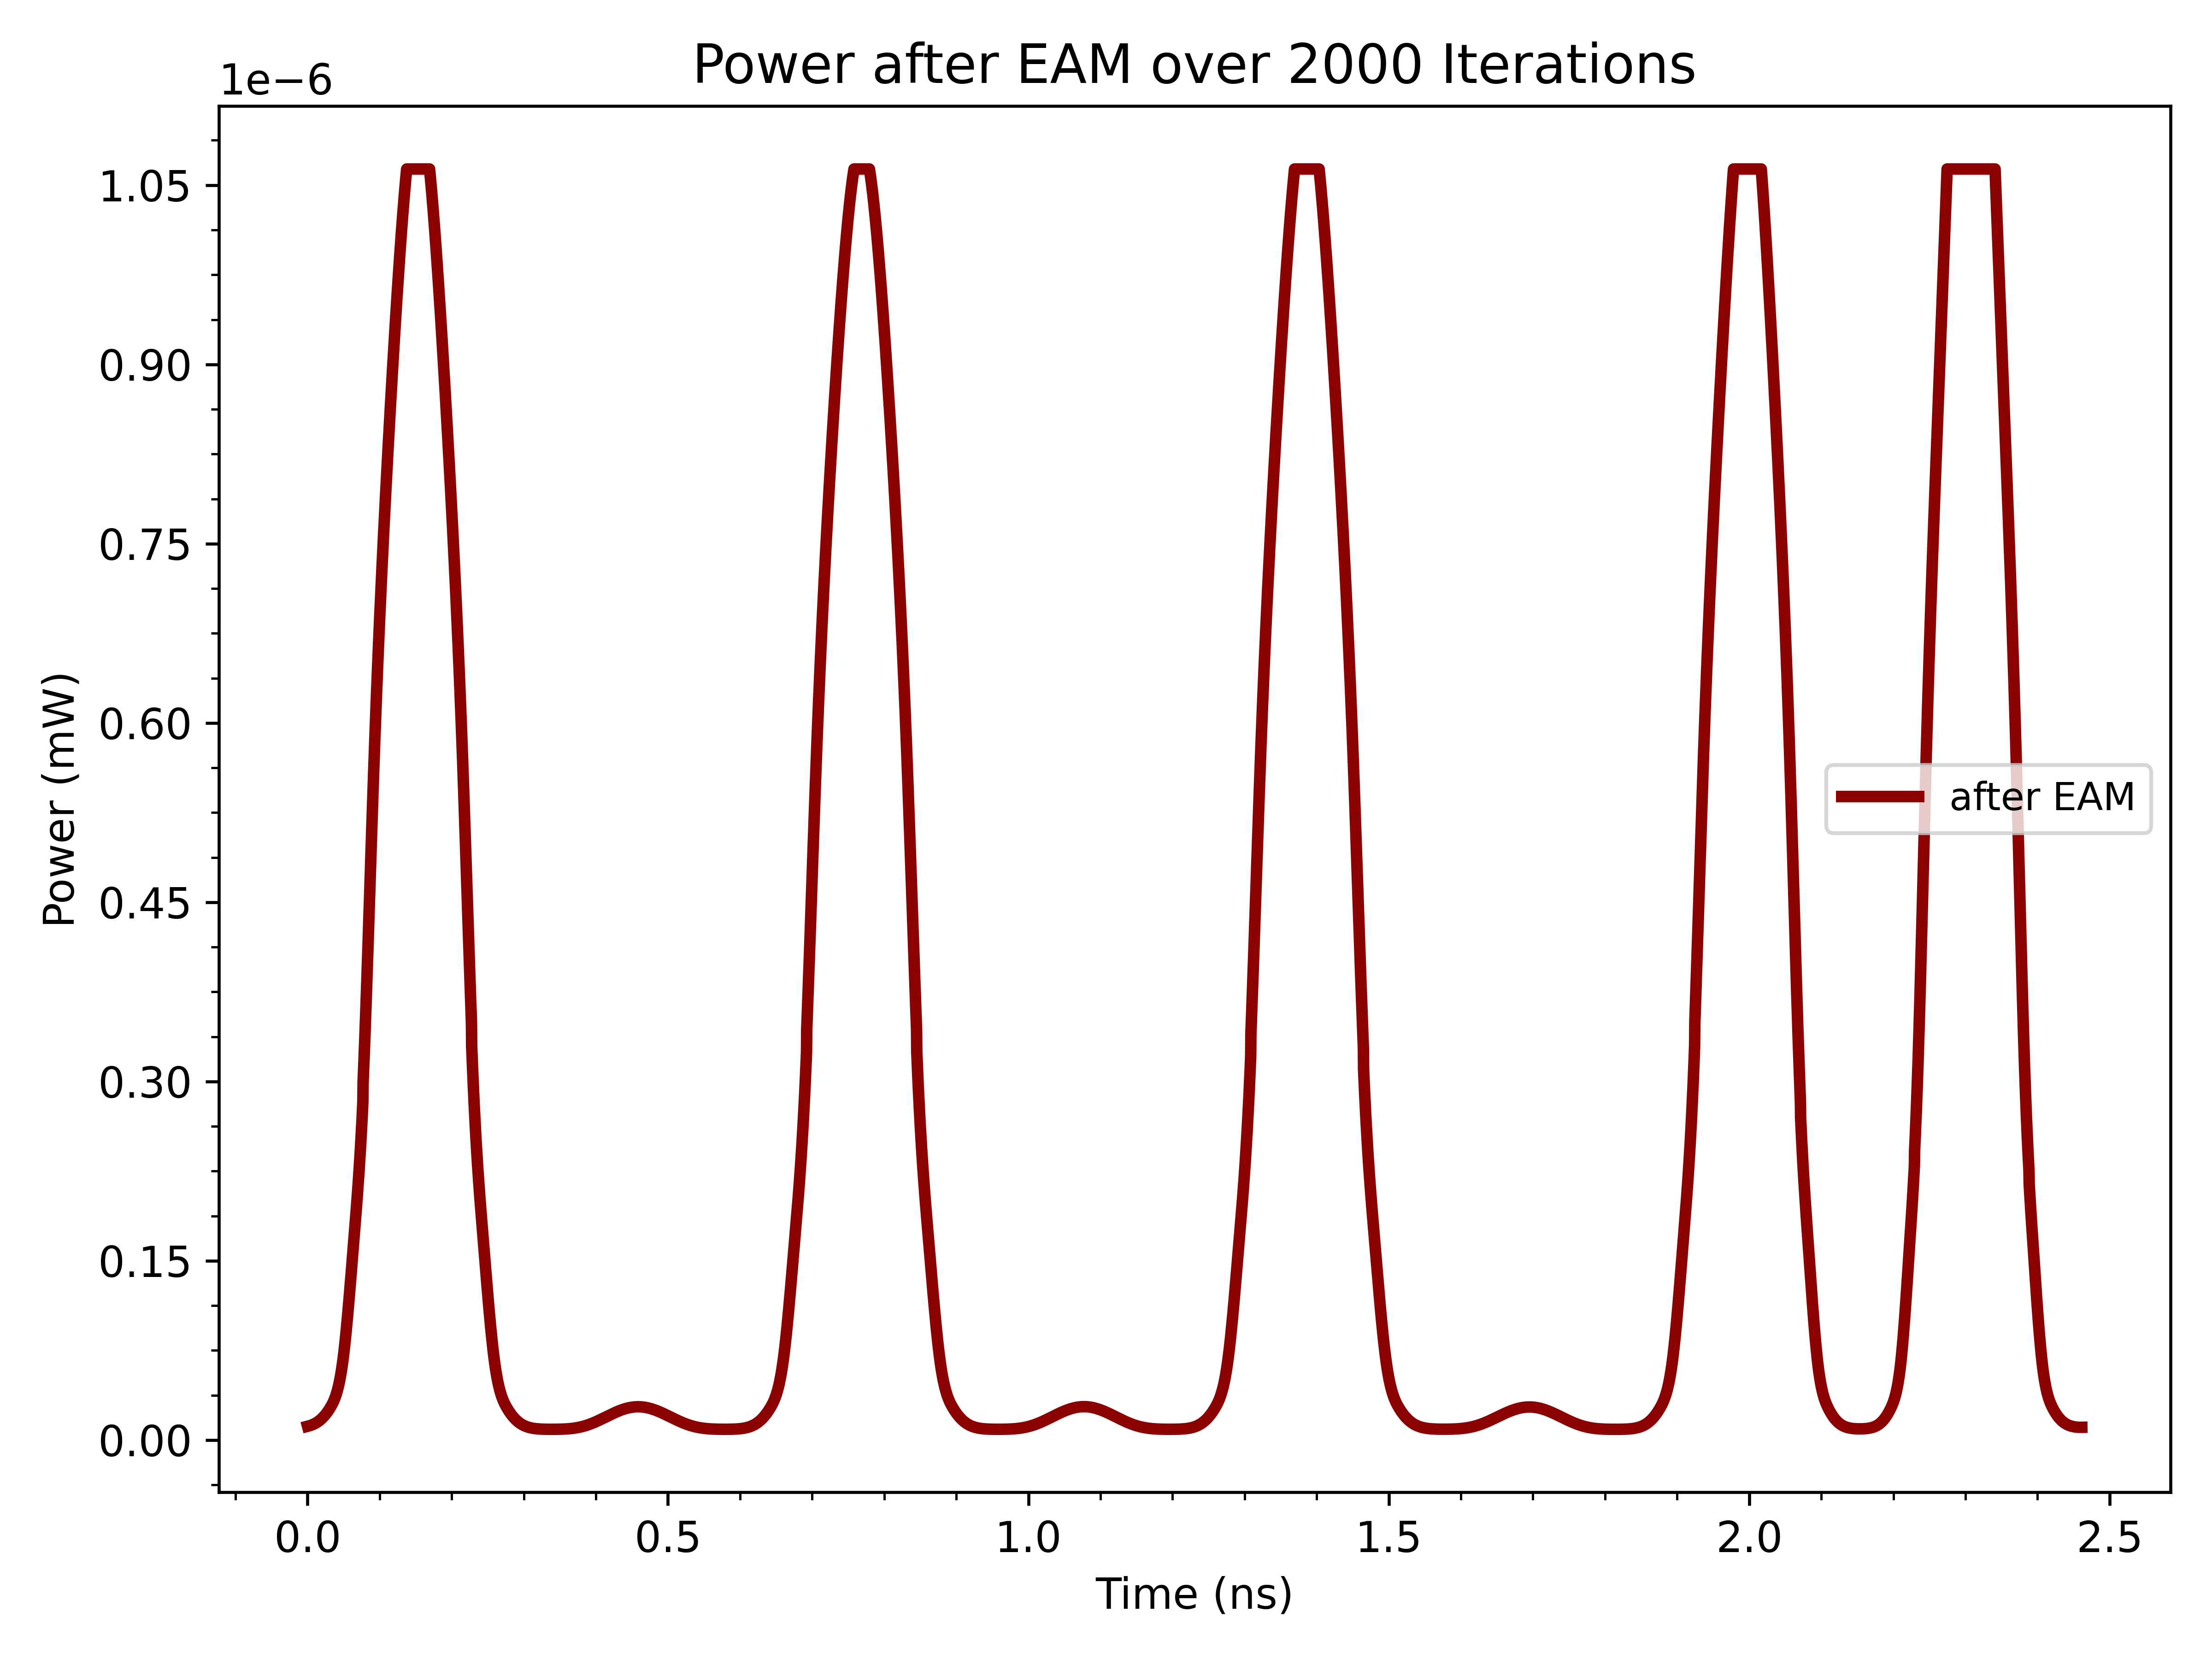 Power after EAM over 2000 Iterations
1e−6
1.05
0.90
0.75
0.60
0.45
0.30
0.15
0.00
Power (mW)
after EAM
0.0 0.5 1.0 1.5 2.0 2.5
Time (ns)